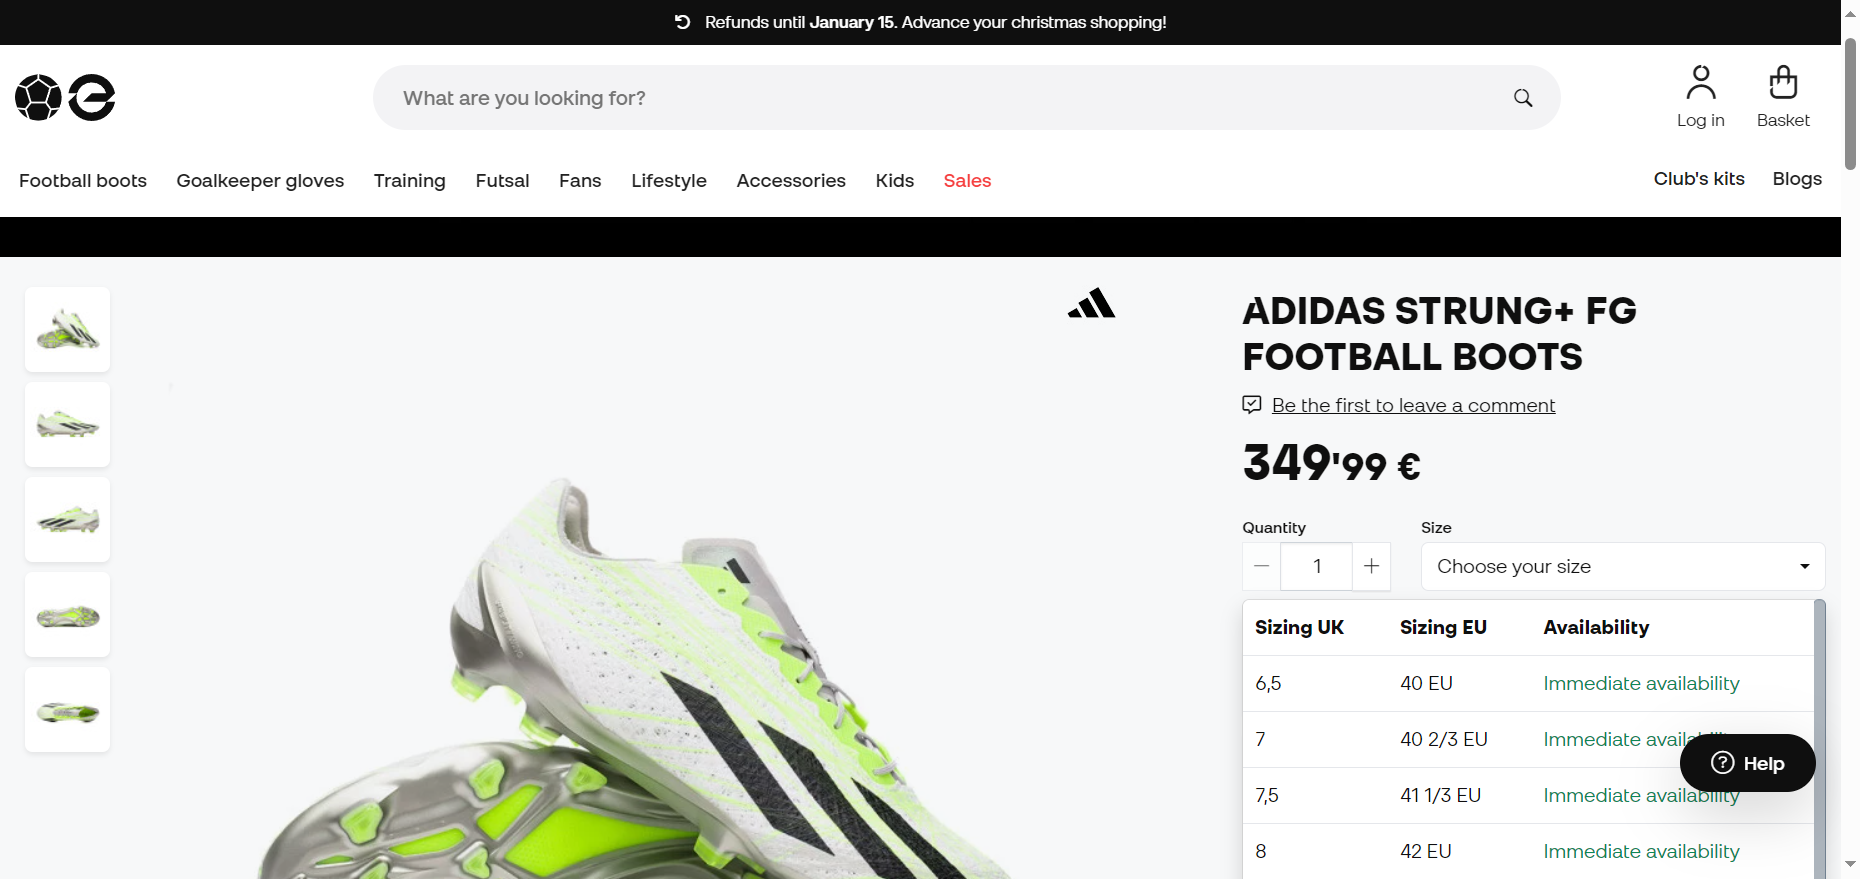 Refunds until January 15. Advance your christmas shopping!
What are you looking for?
Log in
Basket
Football boots
Goalkeeper gloves
Training
Futsal
Fans
Lifestyle
Accessories
Kids
Sales
Club's kits
Blogs
ADIDAS STRUNG+ FG
FOOTBALL BOOTS
Be the first to leave a comment
349'99 €
Quantity
Size
1
Choose your size
Sizing UK Sizing EU Availability
6,5 40 EU Immediate availability
7 40 2/3 EU Immediate
7,5 41 1/3 EU Immediate availability
8 42 EU Immediate availability
Help